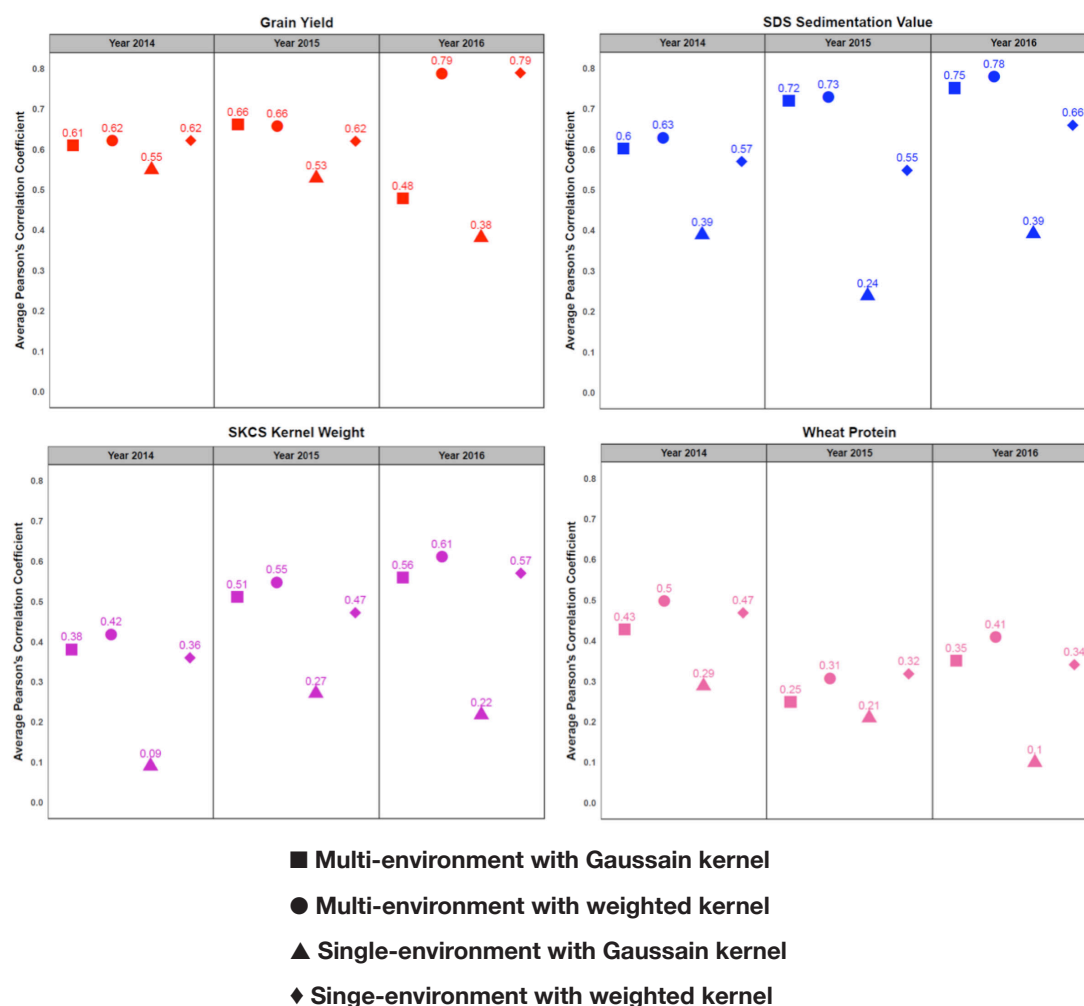 Grain Yield
Year 2014 Year 2015 Year 2016
Average Pearson's Correlation Coefficient
0.8
0.7
0.6
0.5
0.4
0.3
0.2
0.1
0.0
0.61 0.62 0.55 0.62
0.66 0.66 0.53 0.62
0.48 0.79 0.38 0.79
SDS Sedimentation Value
Year 2014 Year 2015 Year 2016
Average Pearson's Correlation Coefficient
0.8
0.7
0.6
0.5
0.4
0.3
0.2
0.1
0.0
0.6 0.63 0.39 0.57
0.72 0.73 0.24 0.55
0.75 0.78 0.39 0.66
SKCS Kernel Weight
Year 2014 Year 2015 Year 2016
Average Pearson's Correlation Coefficient
0.8
0.7
0.6
0.5
0.4
0.3
0.2
0.1
0.0
0.38 0.42 0.09 0.36
0.51 0.55 0.27 0.47
0.56 0.61 0.22 0.57
Wheat Protein
Year 2014 Year 2015 Year 2016
Average Pearson's Correlation Coefficient
0.8
0.7
0.6
0.5
0.4
0.3
0.2
0.1
0.0
0.43 0.5 0.29 0.47
0.25 0.31 0.21 0.32
0.35 0.41 0.1 0.34
■ Multi-environment with Gaussain kernel
● Multi-environment with weighted kernel
▲ Single-environment with Gaussain kernel
♦ Singe-environment with weighted kernel